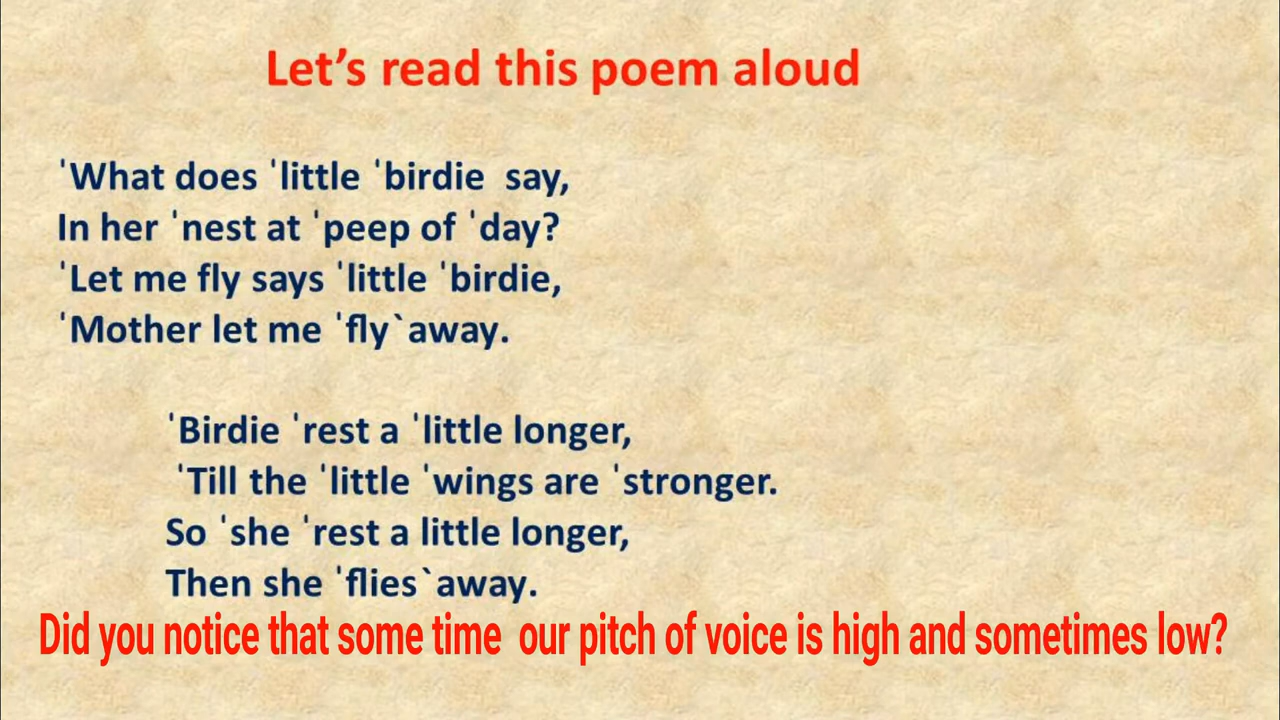 Let’s read this poem aloud
ˈWhat does ˈlittle ˈbirdie  say,
In her ˈnest at ˈpeep of ˈday?
ˈLet me fly says ˈlittle ˈbirdie,
ˈMother let me ˈfly`away.
ˈBirdie ˈrest a ˈlittle longer,
ˈTill the ˈlittle ˈwings are ˈstronger.
So ˈshe ˈrest a little longer,
Then she ˈflies`away.
Did you notice that some time  our pitch of voice is high and sometimes low?